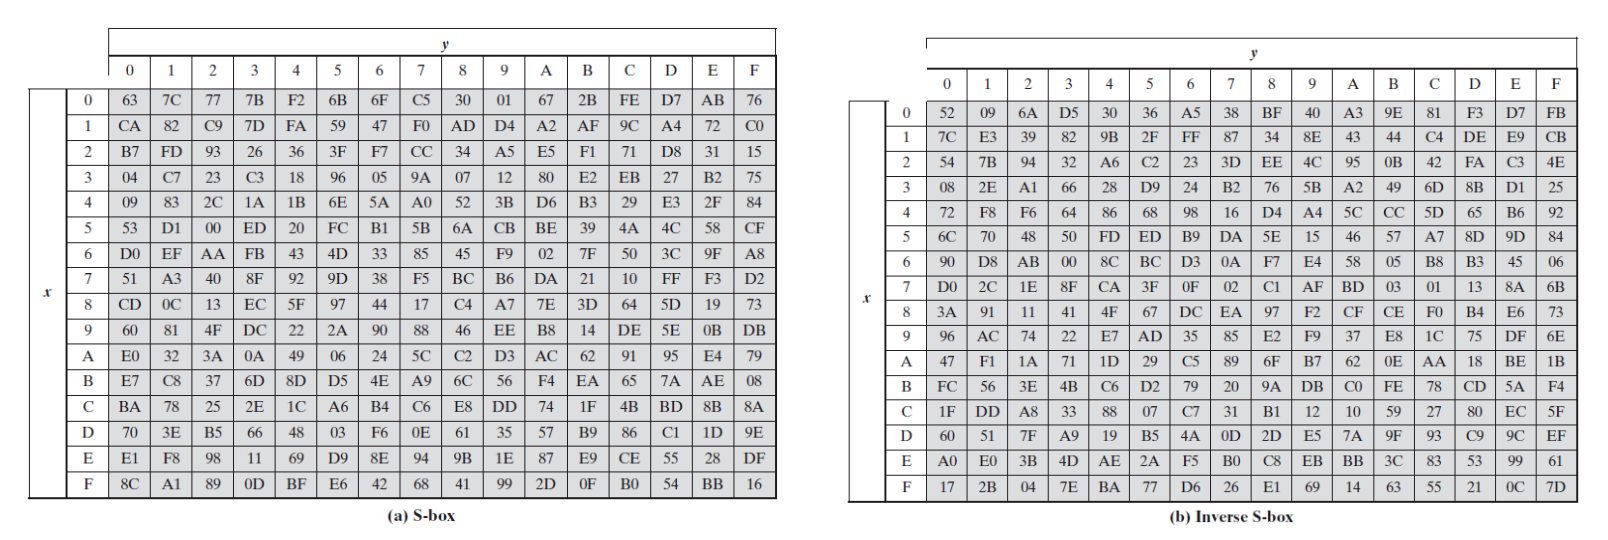 y
0 1 2 3 4 5 6 7 8 9 A B C D E F
0 63 7C 77 7B F2 6B 6F C5 30 01 67 2B FE D7 AB 76
1 CA 82 C9 7D FA 59 47 F0 AD D4 A2 AF 9C A4 72 C0
2 B7 FD 93 26 36 3F F7 CC 34 A5 E5 F1 71 D8 31 15
3 04 C7 23 C3 18 96 05 9A 07 12 80 E2 EB 27 B2 75
4 09 83 2C 1A 1B 6E 5A A0 52 3B D6 B3 29 E3 2F 84
5 53 D1 00 ED 20 FC B1 5B 6A CB BE 39 4A 4C 58 CF
6 D0 EF AA FB 43 4D 33 85 45 F9 02 7F 50 3C 9F A8
7 51 A3 40 8F 92 9D 38 F5 BC B6 DA 21 10 FF F3 D2
x
8 CD 0C 13 EC 5F 97 44 17 C4 A7 7E 3D 64 5D 19 73
9 60 81 4F DC 22 2A 90 88 46 EE B8 14 DE 5E 0B DB
A E0 32 3A 0A 49 06 24 5C C2 D3 AC 62 91 95 E4 79
B E7 C8 37 6D 8D D5 4E A9 6C 56 F4 EA 65 7A AE 08
C BA 78 25 2E 1C A6 B4 C6 E8 DD 74 1F 4B BD 8B 8A
D 70 3E B5 66 48 03 F6 0E 61 35 57 B9 86 C1 1D 9E
E E1 F8 98 11 69 D9 8E 94 9B 1E 87 E9 CE 55 28 DF
F 8C A1 89 0D BF E6 42 68 41 99 2D 0F B0 54 BB 16
(a) S-box
y
0 1 2 3 4 5 6 7 8 9 A B C D E F
0 52 09 6A D5 30 36 A5 38 BF 40 A3 9E 81 F3 D7 FB
1 7C E3 39 82 9B 2F FF 87 34 8E 43 44 C4 DE E9 CB
2 54 7B 94 32 A6 C2 23 3D EE 4C 95 0B 42 FA C3 4E
3 08 2E A1 66 28 D9 24 B2 76 5B A2 49 6D 8B D1 25
4 72 F8 F6 64 86 68 98 16 D4 A4 5C CC 5D 65 B6 92
5 6C 70 48 50 FD ED B9 DA 5E 15 46 57 A7 8D 9D 84
6 90 D8 AB 00 8C BC D3 0A F7 E4 58 05 B8 B3 45 06
7 D0 2C 1E 8F CA 3F 0F 02 C1 AF BD 03 01 13 8A 6B
x
8 3A 91 11 41 4F 67 DC EA 97 F2 CF CE F0 B4 E6 73
9 96 AC 74 22 E7 AD 35 85 E2 F9 37 E8 1C 75 DF 6E
A 47 F1 1A 71 1D 29 C5 89 6F B7 62 0E AA 18 BE 1B
B FC 56 3E 4B C6 D2 79 20 9A DB C0 FE 78 CD 5A F4
C 1F DD A8 33 88 07 C7 31 B1 12 10 59 27 80 EC 5F
D 60 51 7F A9 19 B5 4A 0D 2D E5 7A 9F 93 C9 9C EF
E A0 E0 3B 4D AE 2A F5 B0 C8 EB BB 3C 83 53 99 61
F 17 2B 04 7E BA 77 D6 26 E1 69 14 63 55 21 0C 7D
(b) Inverse S-box